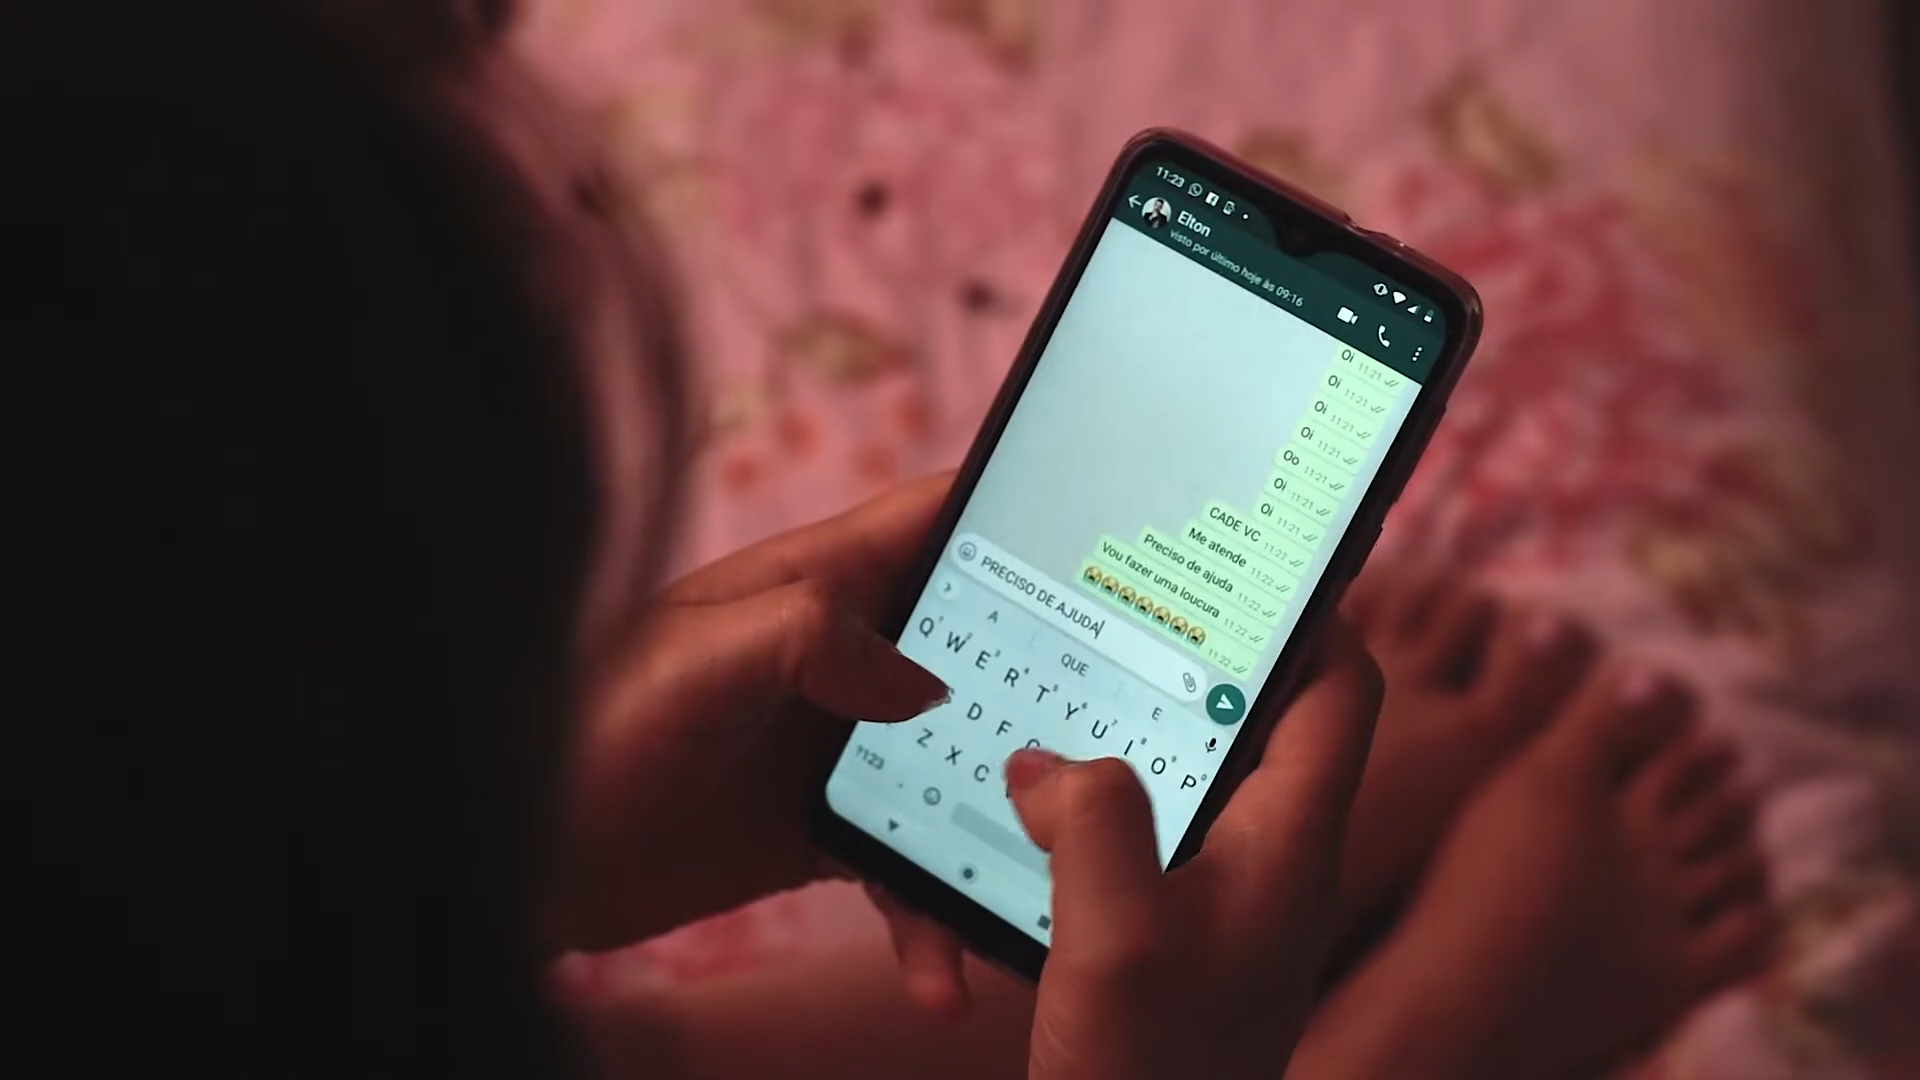 11:23
Elton
visto por último hoje às 09:16
Oi 11:21
Oi 11:21
Oi 11:21
Oi 11:21
Oo 11:21
Oi 11:21
Oi 11:21
CADE VC 11:22
Me atende 11:22
Preciso de ajuda 11:22
Vou fazer uma loucura 11:22
😭😭😭😭😭😭😭 11:22
PRECISO DE AJUDA
A QUE E
Q W E R T Y U I O P
S D F G
Z X C
?123